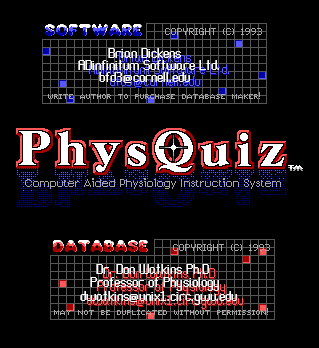 SOFTWARE COPYRIGHT (C) 1993
Brian Dickens
ADinfinitum Software Ltd.
bfd3@cornell.edu
WRITE AUTHOR TO PURCHASE DATABASE MAKER!
PhysQuiz™
Computer Aided Physiology Instruction System
DATABASE COPYRIGHT (C) 1993
Dr. Don Watkins Ph.D.
Professor of Physiology
dwatkins@unix1.circ.gwu.edu
MAY NOT BE DUPLICATED WITHOUT PERMISSION!